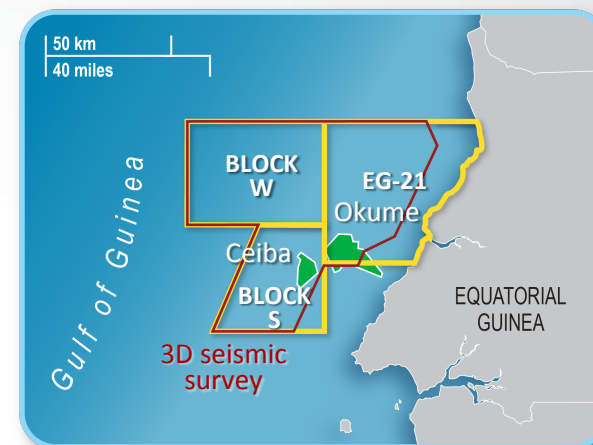 50 km
40 miles
BLOCK
W
EG-21
Okume
Ceiba
BLOCK
S
Gulf of Guinea
EQUATORIAL
GUINEA
3D seismic
survey